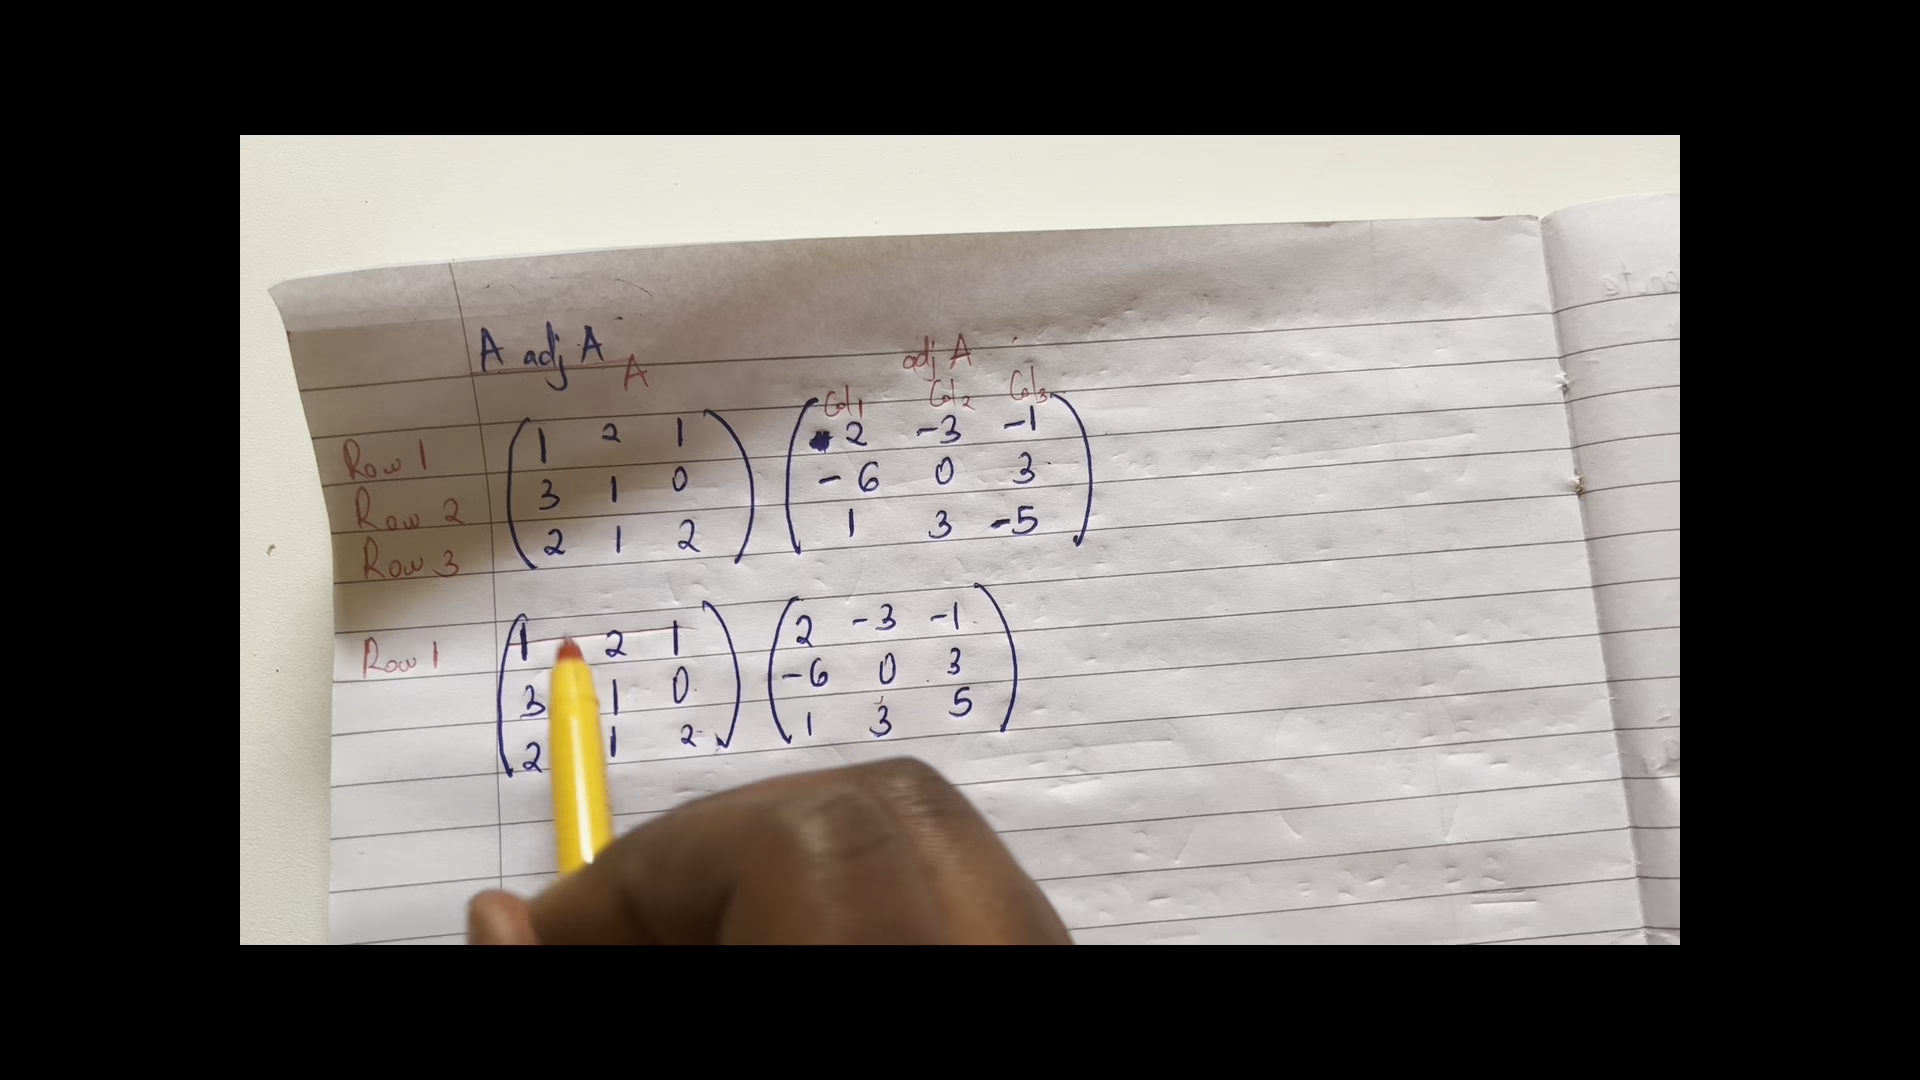 A adj A
A adj A
Col1 Col2 Col3
Row 1 1 2 1 2 -3 -1
Row 2 3 1 0 -6 0 3
Row 3 2 1 2 1 3 -5
Row 1 1 2 1 2 -3 -1
3 1 0 -6 0 3
2 1 2 1 3 5